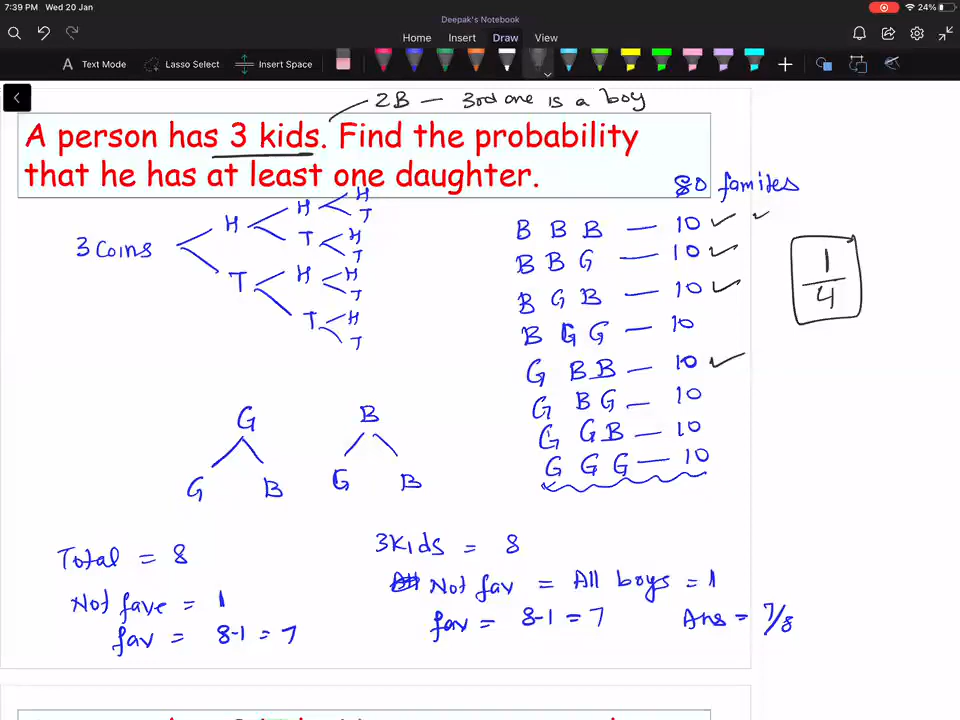 7:39 PM Wed 20 Jan
24%
Deepak's Notebook
Home Insert Draw View
A Text Mode Lasso Select Insert Space
2B — 3rd one is a boy
A person has 3 kids. Find the probability
that he has at least one daughter.
80 familes
3 Coins
H
T
H
T
H
T
H
T
H
T
H
T
H
T
B B B — 10
B B G — 10
B G B — 10
B G G — 10
G B B — 10
G B G — 10
G G B — 10
G G G — 10
1
4
G
G B
B
G B
Total = 8
Not fave = 1
fav = 8-1 = 7
3Kids = 8
Not fav = All boys = 1
fav = 8-1 = 7
Ans = 7/8